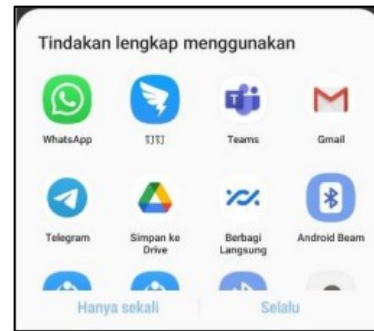 Tindakan lengkap menggunakan
WhatsApp
钉钉
Teams
Gmail
Telegram
Simpan ke
Drive
Berbagi
Langsung
Android Beam
Hanya sekali
Selalu